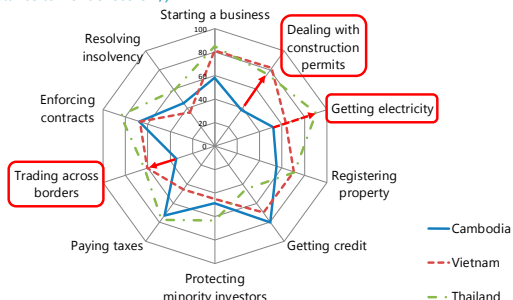 Starting a business
100
80
60
40
20
0
Dealing with
construction
permits
Getting electricity
Registering
property
Getting credit
Protecting
minority investors
Paying taxes
Trading across
borders
Enforcing
contracts
Resolving
insolvency
Cambodia
Vietnam
Thailand